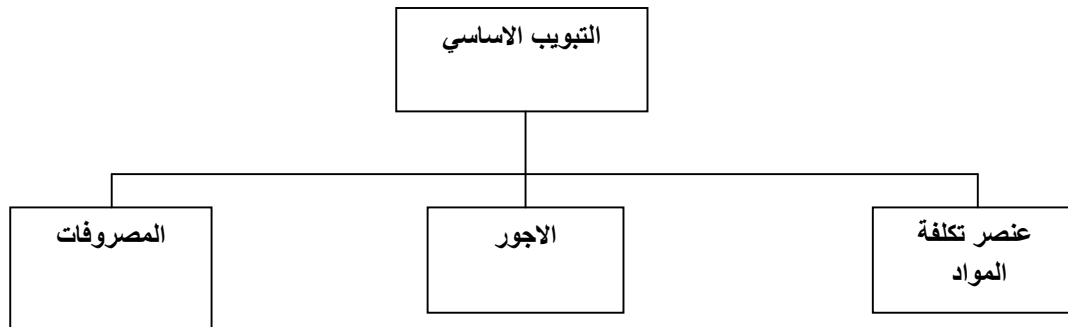 التبويب الاساسي
عنصر تكلفة
المواد
الاجور
المصروفات